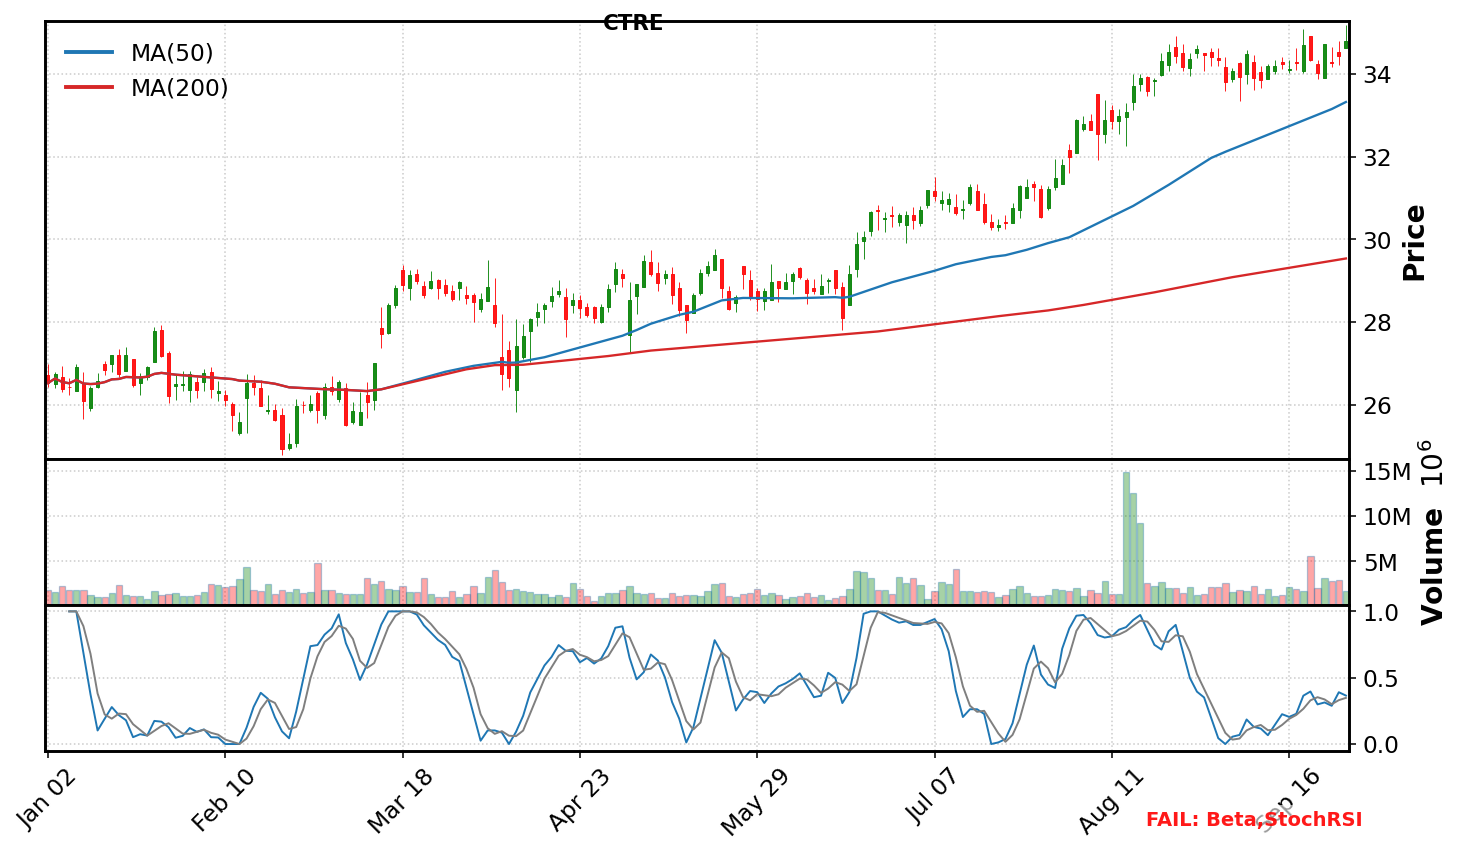 CTRE
MA(50)
MA(200)
34
32
30
28
26
Price
15M
10M
5M
Volume 10^6
1.0
0.5
0.0
Jan 02
Feb 10
Mar 18
Apr 23
May 29
Jul 07
Aug 11
Sep 16
FAIL: Beta,StochRSI